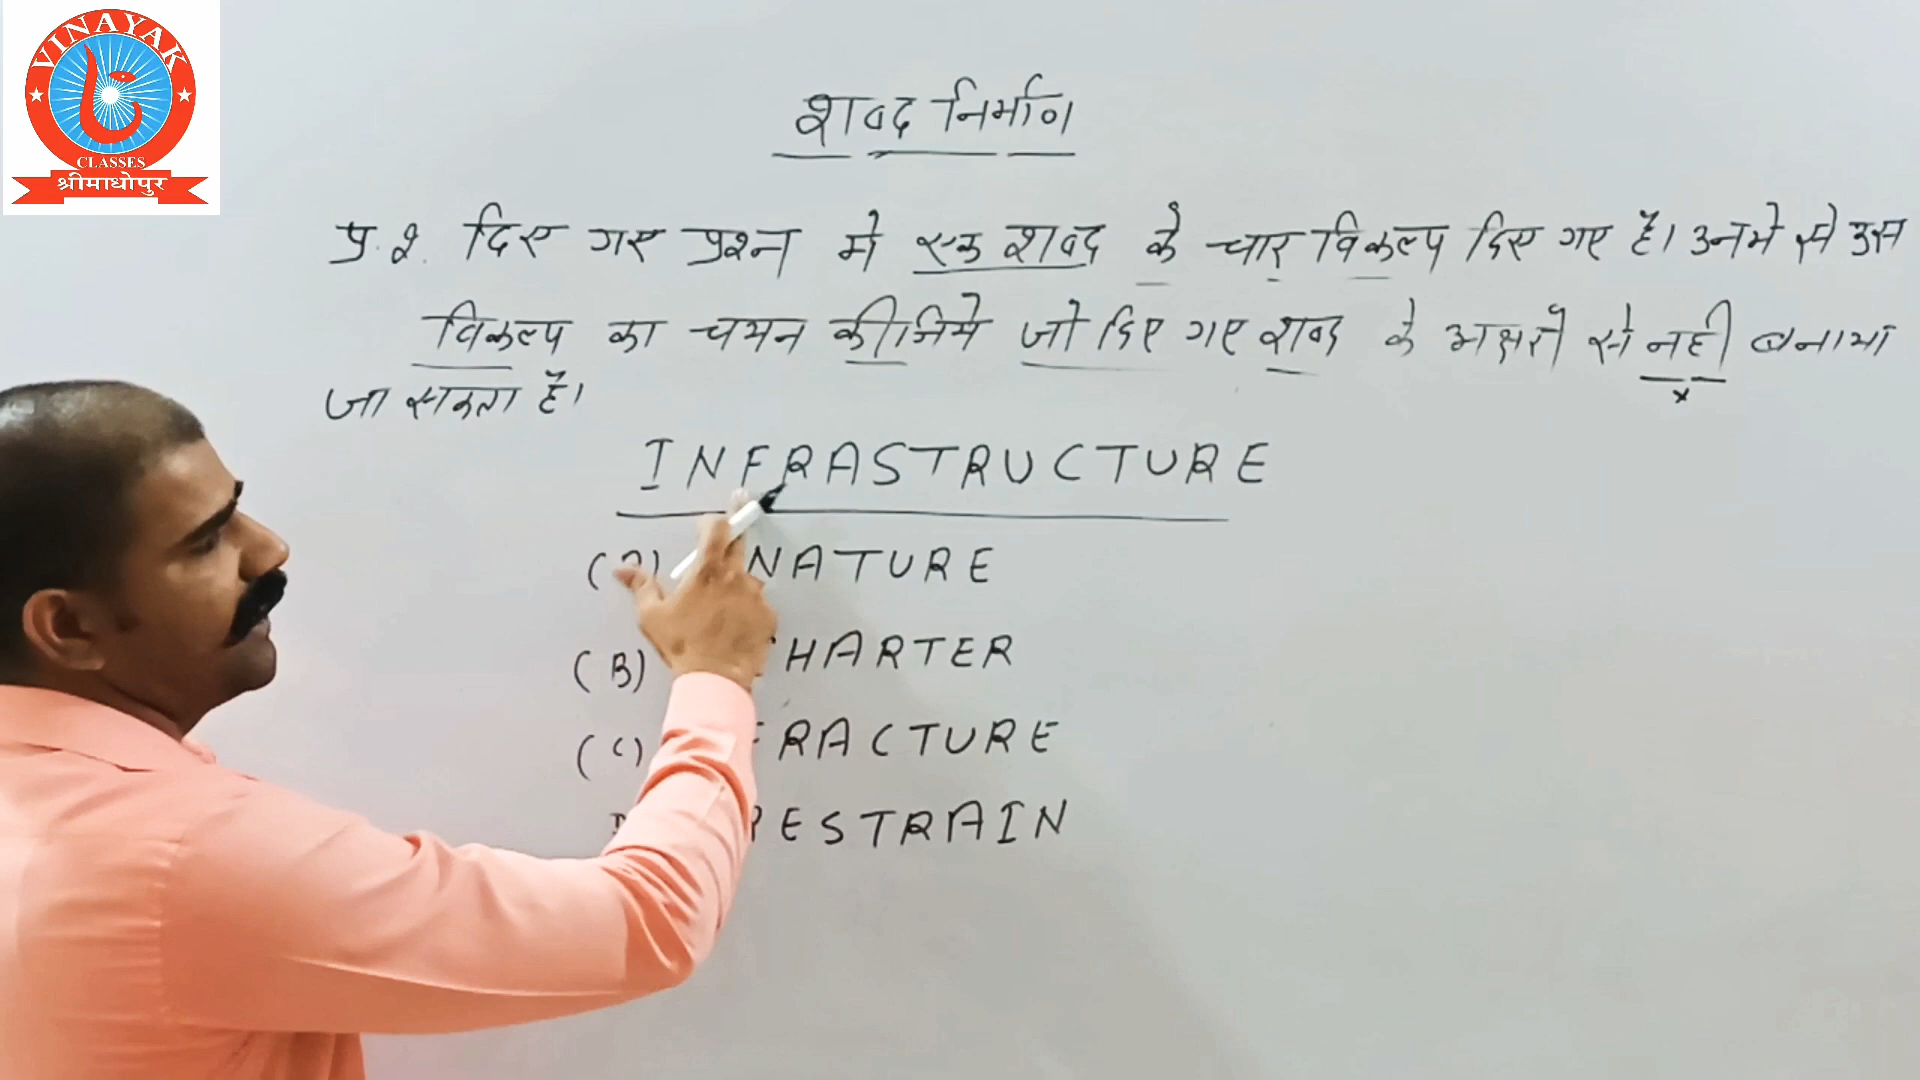 VINAYAK
CLASSES
श्रीमाधोपुर
शब्द निर्माण
प्र.2. दिए गए प्रश्न मे एक शब्द के चार विकल्प दिए गए है। उनमे से उस
विकल्प का चयन कीजिये जो दिए गए शब्द के अक्षरों से नही बनाया
जा सकता है।
INFRASTRUCTURE
NATURE
(B) HARTER
(C) FRACTURE
RESTRAIN